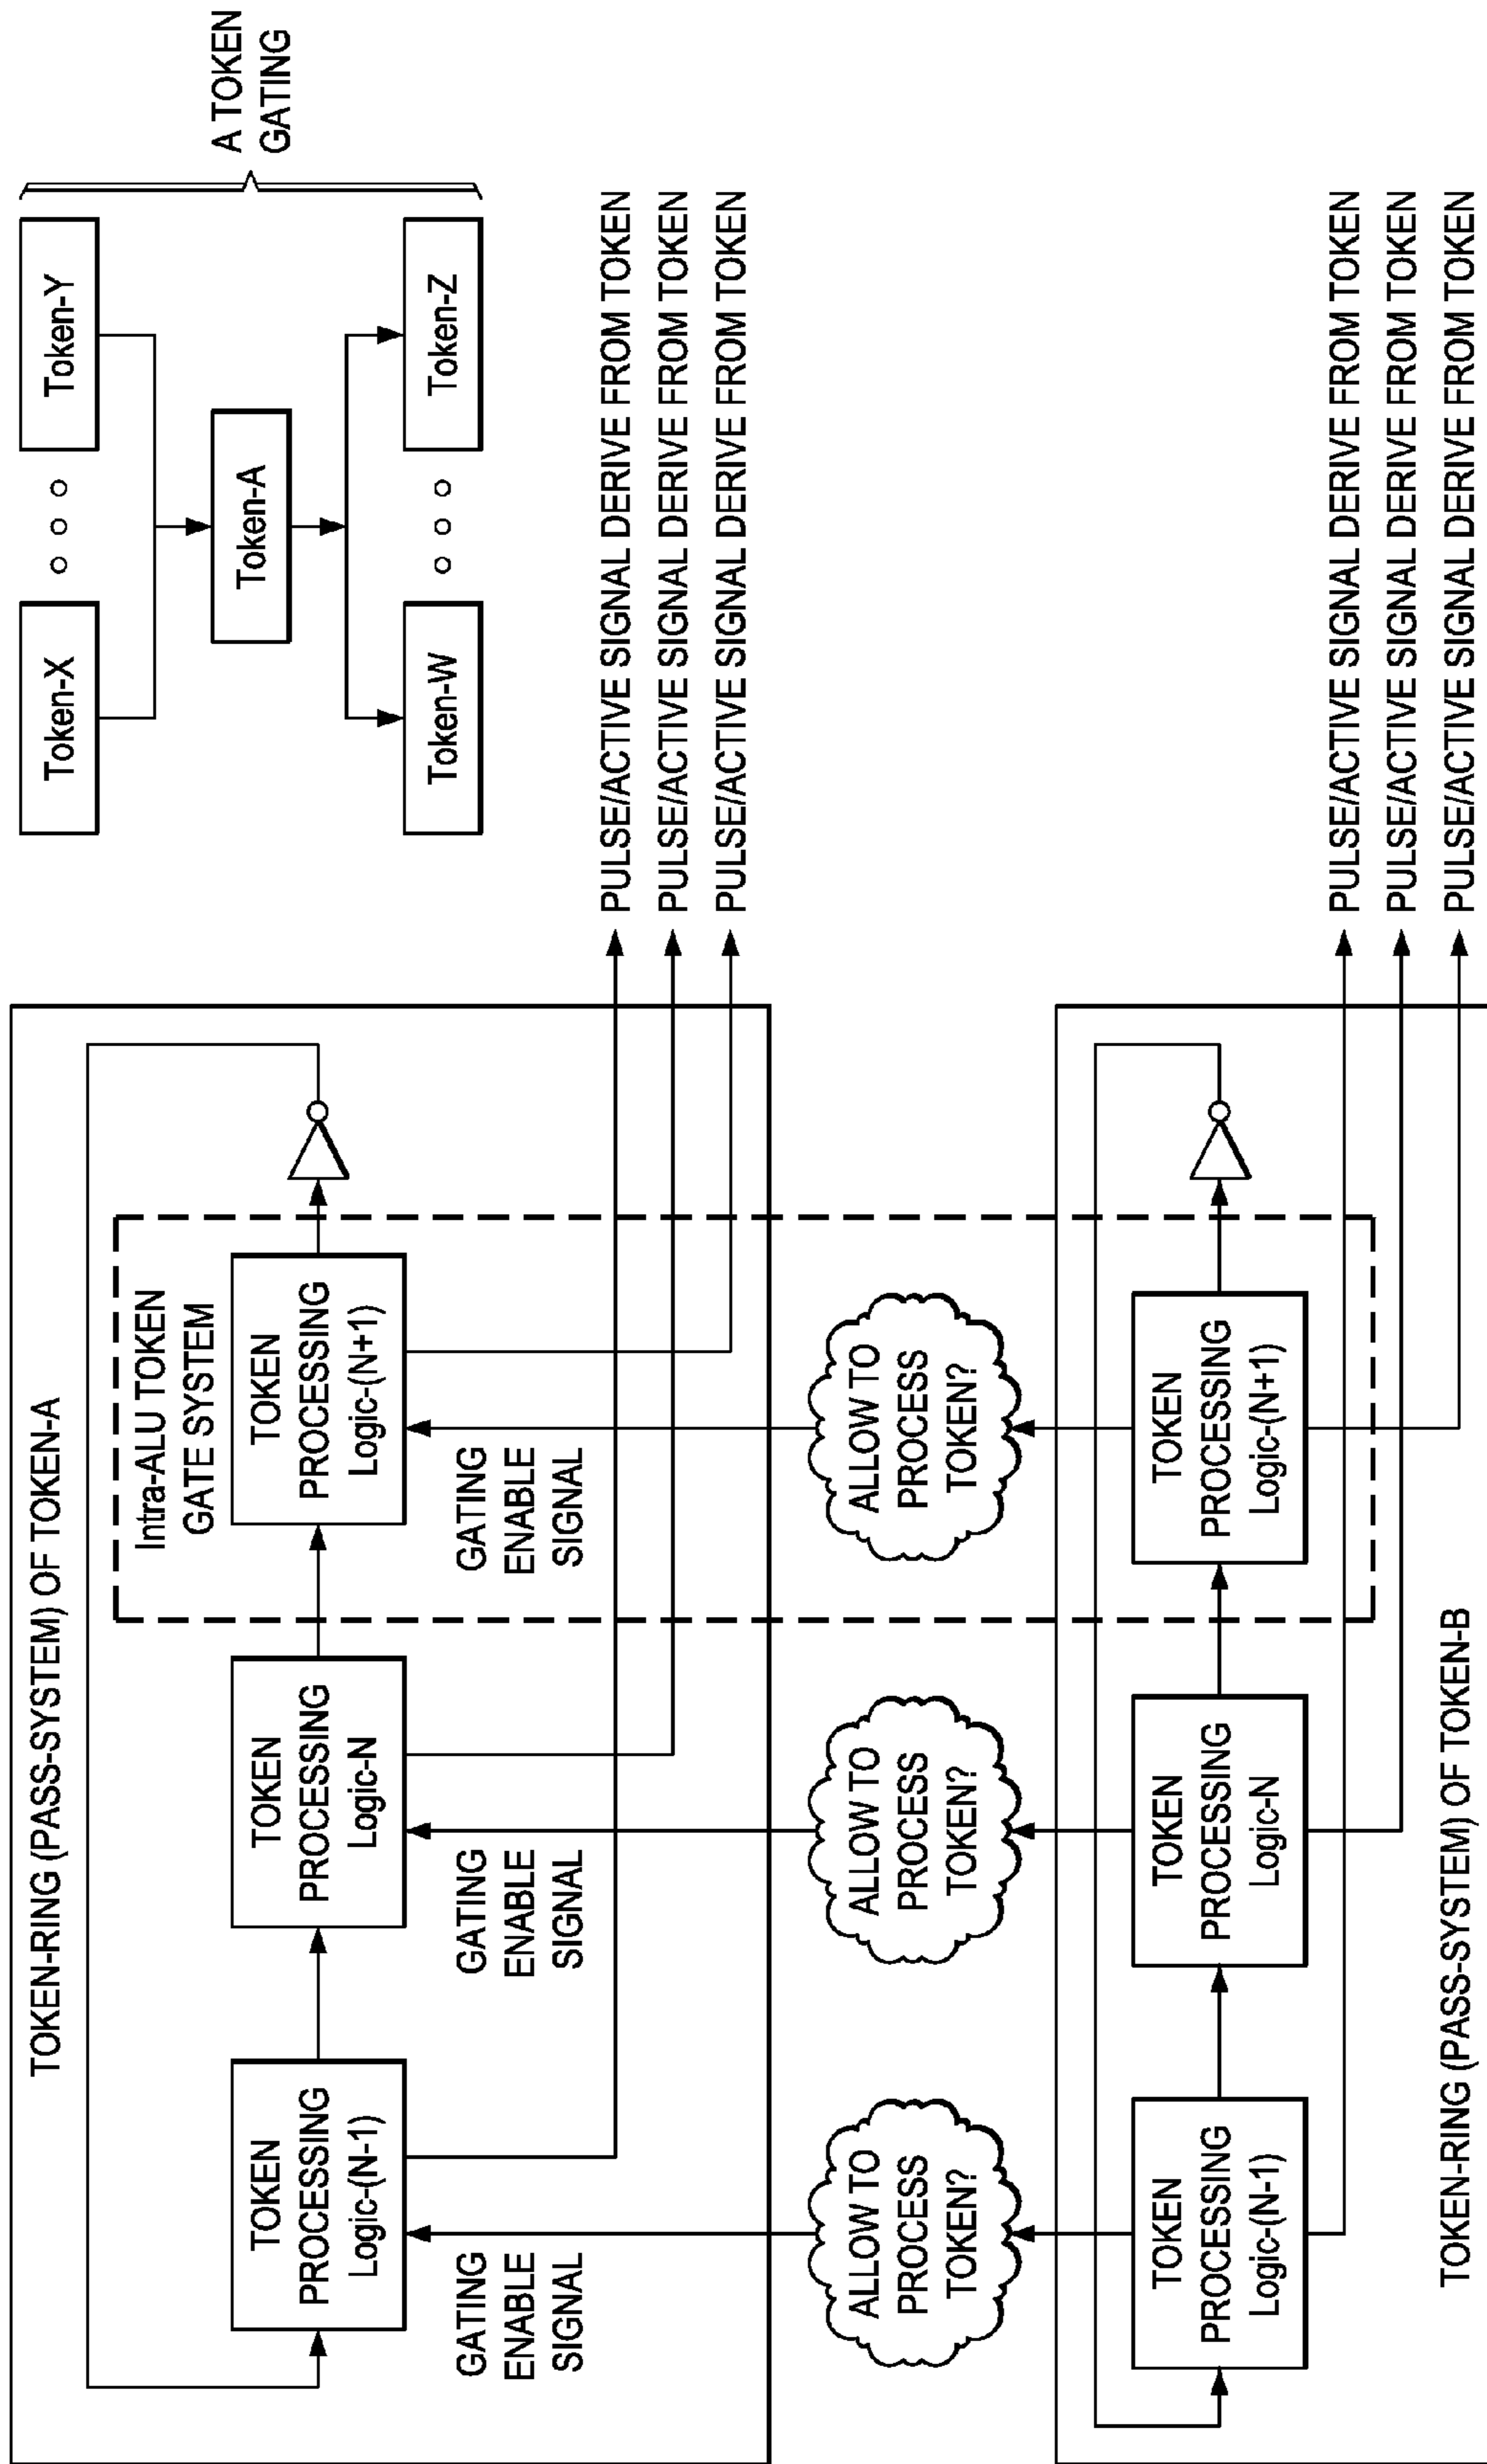 TOKEN-RING (PASS-SYSTEM) OF TOKEN-A
Intra-ALU TOKEN
GATE SYSTEM
TOKEN
PROCESSING
Logic-(N-1)
TOKEN
PROCESSING
Logic-N
TOKEN
PROCESSING
Logic-(N+1)
GATING
ENABLE
SIGNAL
GATING
ENABLE
SIGNAL
GATING
ENABLE
SIGNAL
Token-X
Token-Y
Token-A
Token-W
Token-Z
A TOKEN
GATING
PULSE/ACTIVE SIGNAL DERIVE FROM TOKEN
PULSE/ACTIVE SIGNAL DERIVE FROM TOKEN
PULSE/ACTIVE SIGNAL DERIVE FROM TOKEN
ALLOW TO
PROCESS
TOKEN?
ALLOW TO
PROCESS
TOKEN?
ALLOW TO
PROCESS
TOKEN?
TOKEN
PROCESSING
Logic-(N-1)
TOKEN
PROCESSING
Logic-N
TOKEN
PROCESSING
Logic-(N+1)
PULSE/ACTIVE SIGNAL DERIVE FROM TOKEN
PULSE/ACTIVE SIGNAL DERIVE FROM TOKEN
PULSE/ACTIVE SIGNAL DERIVE FROM TOKEN
TOKEN-RING (PASS-SYSTEM) OF TOKEN-B